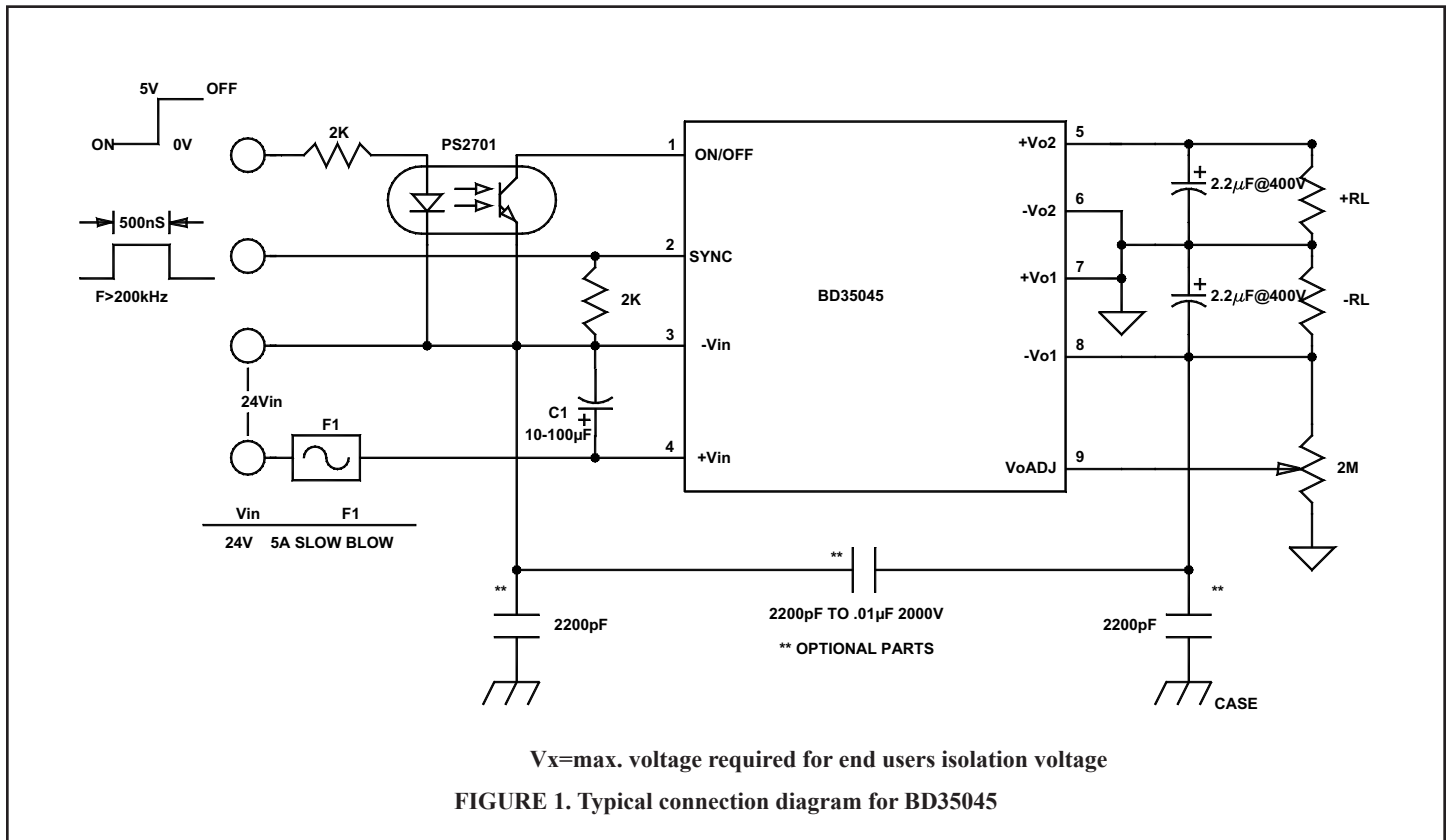 5V OFF
ON 0V
2K
PS2701
500nS
F>200kHz
24Vin
F1
Vin F1
24V 5A SLOW BLOW
2K
C1
+
10-100µF
1 ON/OFF
2 SYNC
3 -Vin
4 +Vin
BD35045
+Vo2 5
-Vo2 6
+Vo1 7
-Vo1 8
VoADJ 9
+
2.2µF@400V
+RL
+
2.2µF@400V
-RL
2M
**
2200pF
**
2200pF TO .01µF 2000V
** OPTIONAL PARTS
**
2200pF
CASE
Vx=max. voltage required for end users isolation voltage
FIGURE 1. Typical connection diagram for BD35045